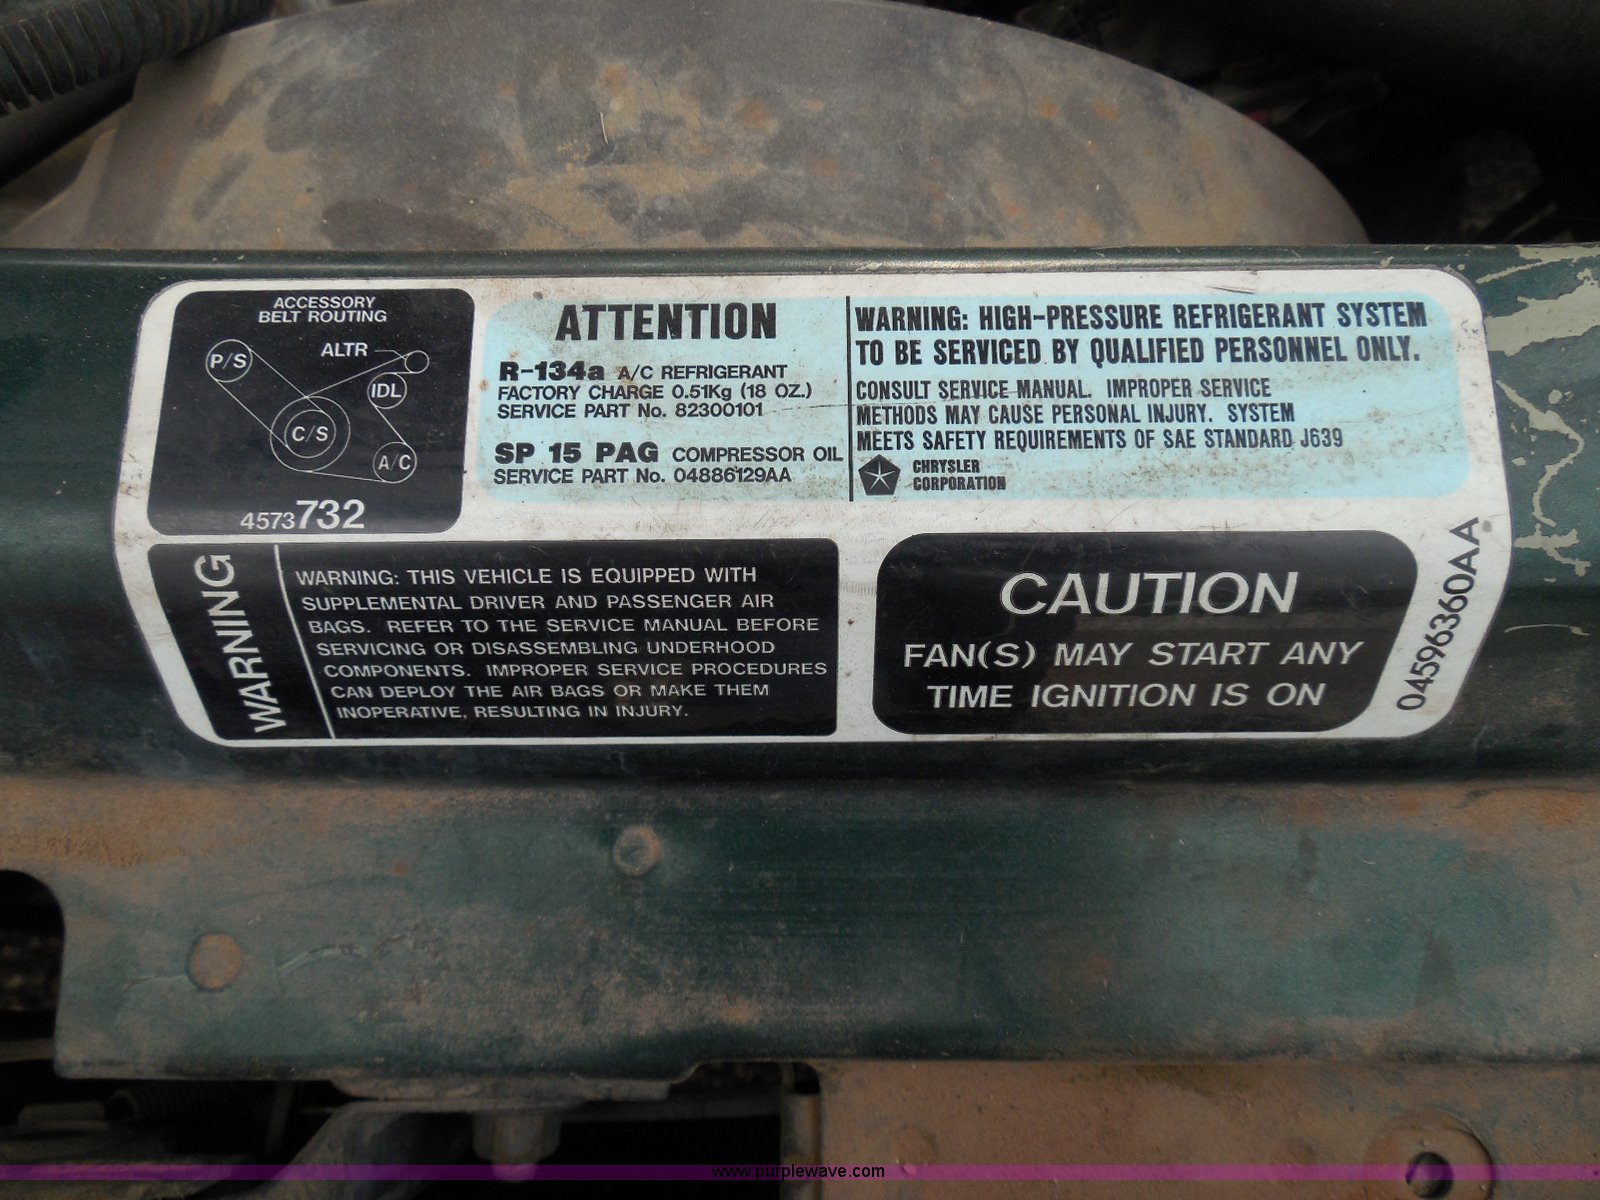 ACCESSORY
BELT ROUTING
ALTR
P/S
IDL
C/S
A/C
4573732
ATTENTION
R-134a A/C REFRIGERANT
FACTORY CHARGE 0.51Kg (18 OZ.)
SERVICE PART No. 82300101
SP 15 PAG COMPRESSOR OIL
SERVICE PART No. 04886129AA
WARNING: HIGH-PRESSURE REFRIGERANT SYSTEM
TO BE SERVICED BY QUALIFIED PERSONNEL ONLY.
CONSULT SERVICE MANUAL. IMPROPER SERVICE
METHODS MAY CAUSE PERSONAL INJURY. SYSTEM
MEETS SAFETY REQUIREMENTS OF SAE STANDARD J639
CHRYSLER
CORPORATION
WARNING
WARNING: THIS VEHICLE IS EQUIPPED WITH
SUPPLEMENTAL DRIVER AND PASSENGER AIR
BAGS. REFER TO THE SERVICE MANUAL BEFORE
SERVICING OR DISASSEMBLING UNDERHOOD
COMPONENTS. IMPROPER SERVICE PROCEDURES
CAN DEPLOY THE AIR BAGS OR MAKE THEM
INOPERATIVE, RESULTING IN INJURY.
CAUTION
FAN(S) MAY START ANY
TIME IGNITION IS ON
04596360AA
www.purplewave.com